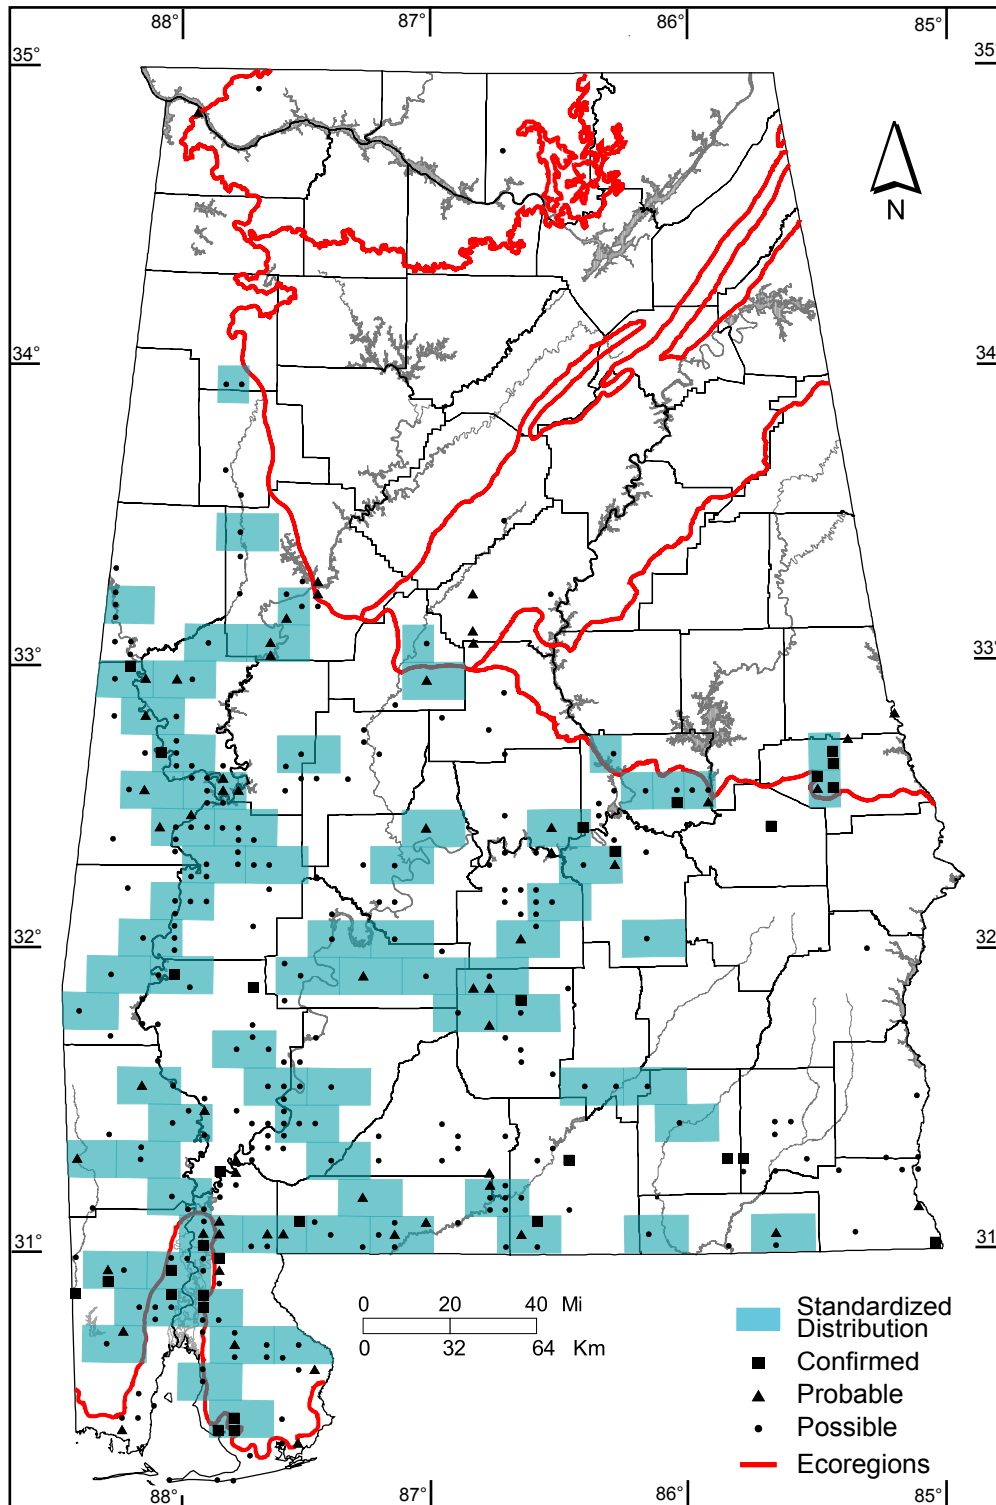 88° 87° 86° 85°
35° 35°
N
34° 34
33° 33°
32° 32
31° 31
0 20 40 Mi
0 32 64 Km
Standardized
Distribution
Confirmed
Probable
Possible
Ecoregions
88° 87° 86° 85°